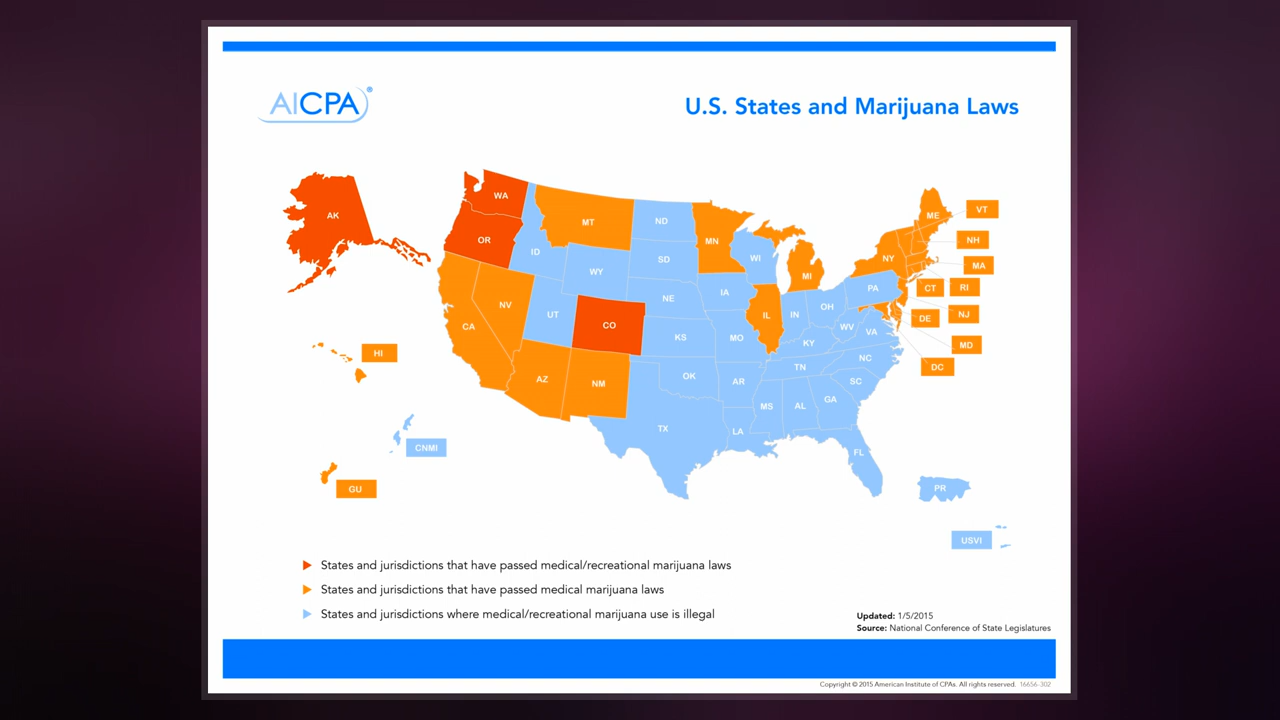 AICPA®
U.S. States and Marijuana Laws
AK
WA
OR
MT
ID
WY
ND
SD
MN
WI
MI
ME
VT
NH
NY
MA
CT
RI
NJ
DE
MD
DC
PA
NV
UT
CO
NE
IA
IL
IN
OH
WV
VA
CA
KS
MO
KY
NC
AZ
NM
OK
AR
TN
SC
HI
TX
LA
MS
AL
GA
FL
CNMI
GU
PR
USVI
States and jurisdictions that have passed medical/recreational marijuana laws
States and jurisdictions that have passed medical marijuana laws
States and jurisdictions where medical/recreational marijuana use is illegal
Updated: 1/5/2015
Source: National Conference of State Legislatures
Copyright © 2015 American Institute of CPAs. All rights reserved. 16656-302